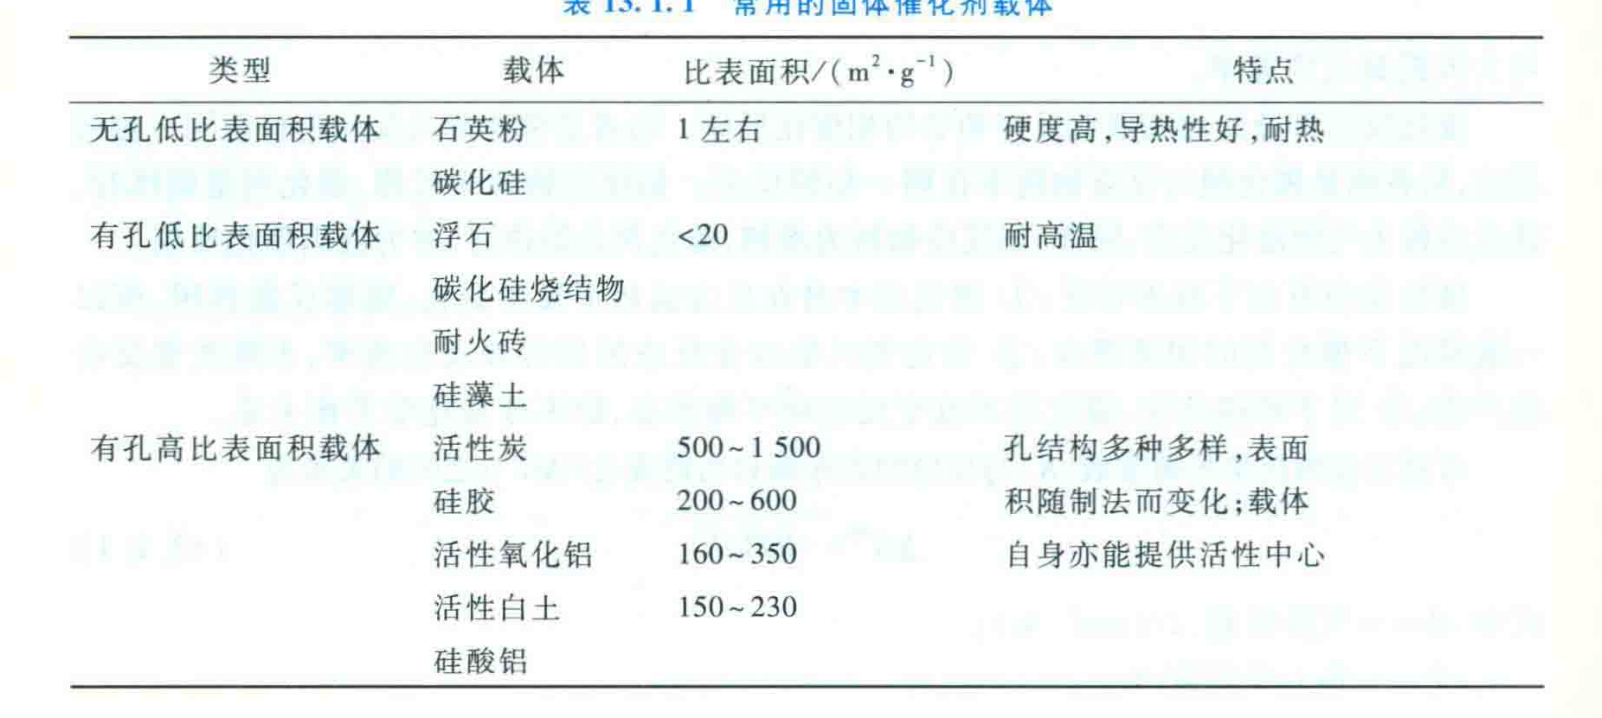 表 13.1.1 常用的固体催化剂载体
类型 载体 比表面积/(m²·g⁻¹) 特点
无孔低比表面积载体 石英粉 1 左右 硬度高,导热性好,耐热
碳化硅
有孔低比表面积载体 浮石 <20 耐高温
碳化硅烧结物
耐火砖
硅藻土
有孔高比表面积载体 活性炭 500~1 500 孔结构多种多样,表面
硅胶 200~600 积随制法而变化;载体
活性氧化铝 160~350 自身亦能提供活性中心
活性白土 150~230
硅酸铝